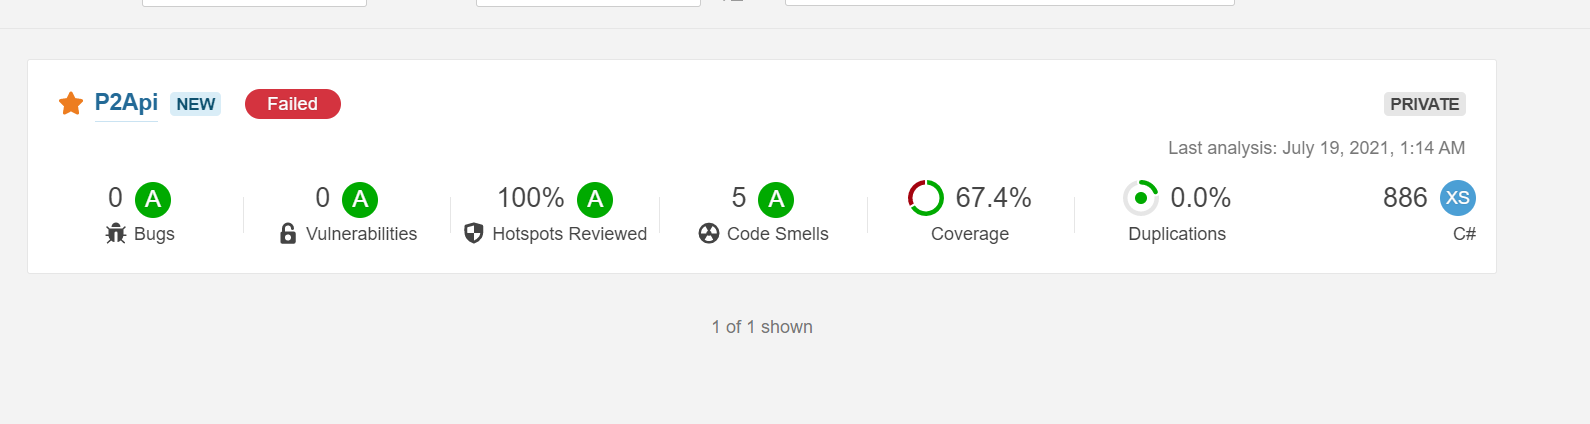 P2Api NEW Failed PRIVATE
Last analysis: July 19, 2021, 1:14 AM
0 A 0 A 100% A 5 A 67.4% 0.0% 886 XS
Bugs Vulnerabilities Hotspots Reviewed Code Smells Coverage Duplications C#
1 of 1 shown